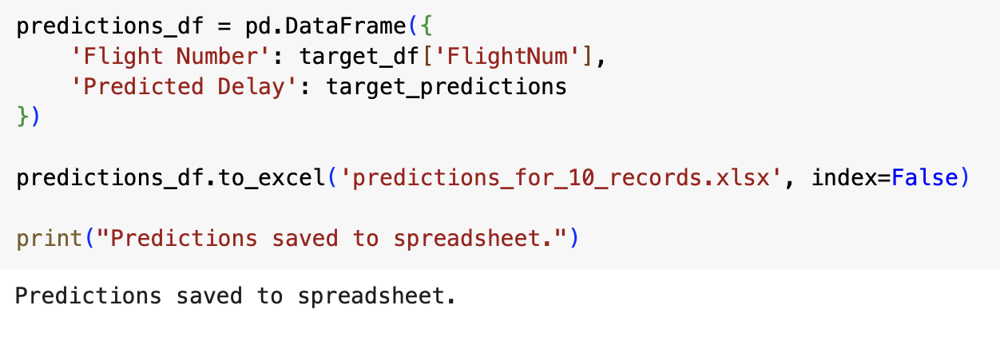 predictions_df = pd.DataFrame({
    'Flight Number': target_df['FlightNum'],
    'Predicted Delay': target_predictions
})
predictions_df.to_excel('predictions_for_10_records.xlsx', index=False)
print("Predictions saved to spreadsheet.")
Predictions saved to spreadsheet.